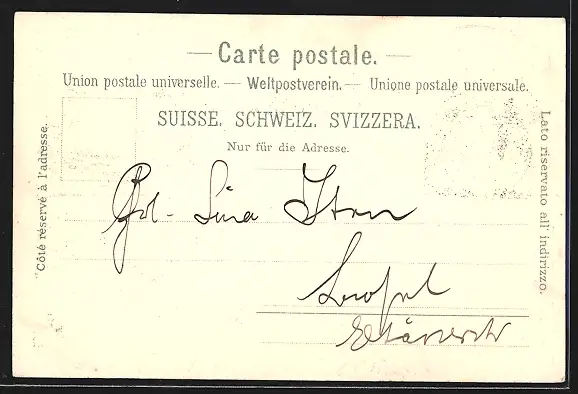 Carte postale.
Union postale universelle. — Weltpostverein. — Unione postale universale.
SUISSE. SCHWEIZ. SVIZZERA.
Nur für die Adresse.
Côté réservé à l'adresse.
Lato riservato all' indirizzo.
Lina